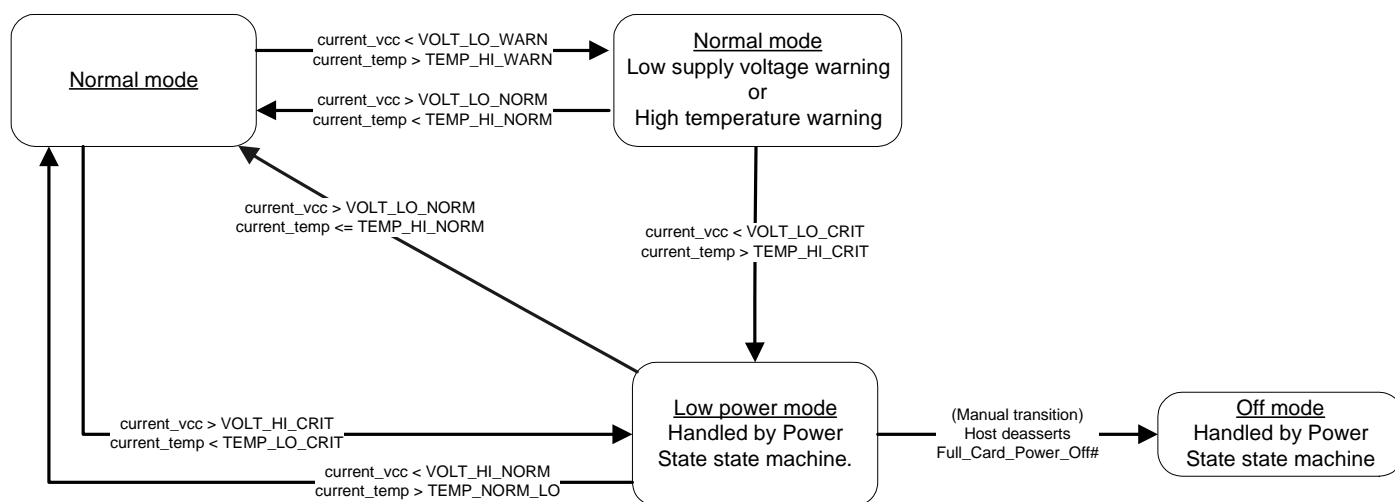 Normal mode
current_vcc < VOLT_LO_WARN
current_temp > TEMP_HI_WARN
current_vcc > VOLT_LO_NORM
current_temp < TEMP_HI_NORM
Normal mode
Low supply voltage warning
or
High temperature warning
current_vcc > VOLT_LO_NORM
current_temp <= TEMP_HI_NORM
current_vcc < VOLT_LO_CRIT
current_temp > TEMP_HI_CRIT
current_vcc > VOLT_HI_CRIT
current_temp < TEMP_LO_CRIT
current_vcc < VOLT_HI_NORM
current_temp > TEMP_NORM_LO
Low power mode
Handled by Power
State state machine.
(Manual transition)
Host deasserts
Full_Card_Power_Off#
Off mode
Handled by Power
State state machine